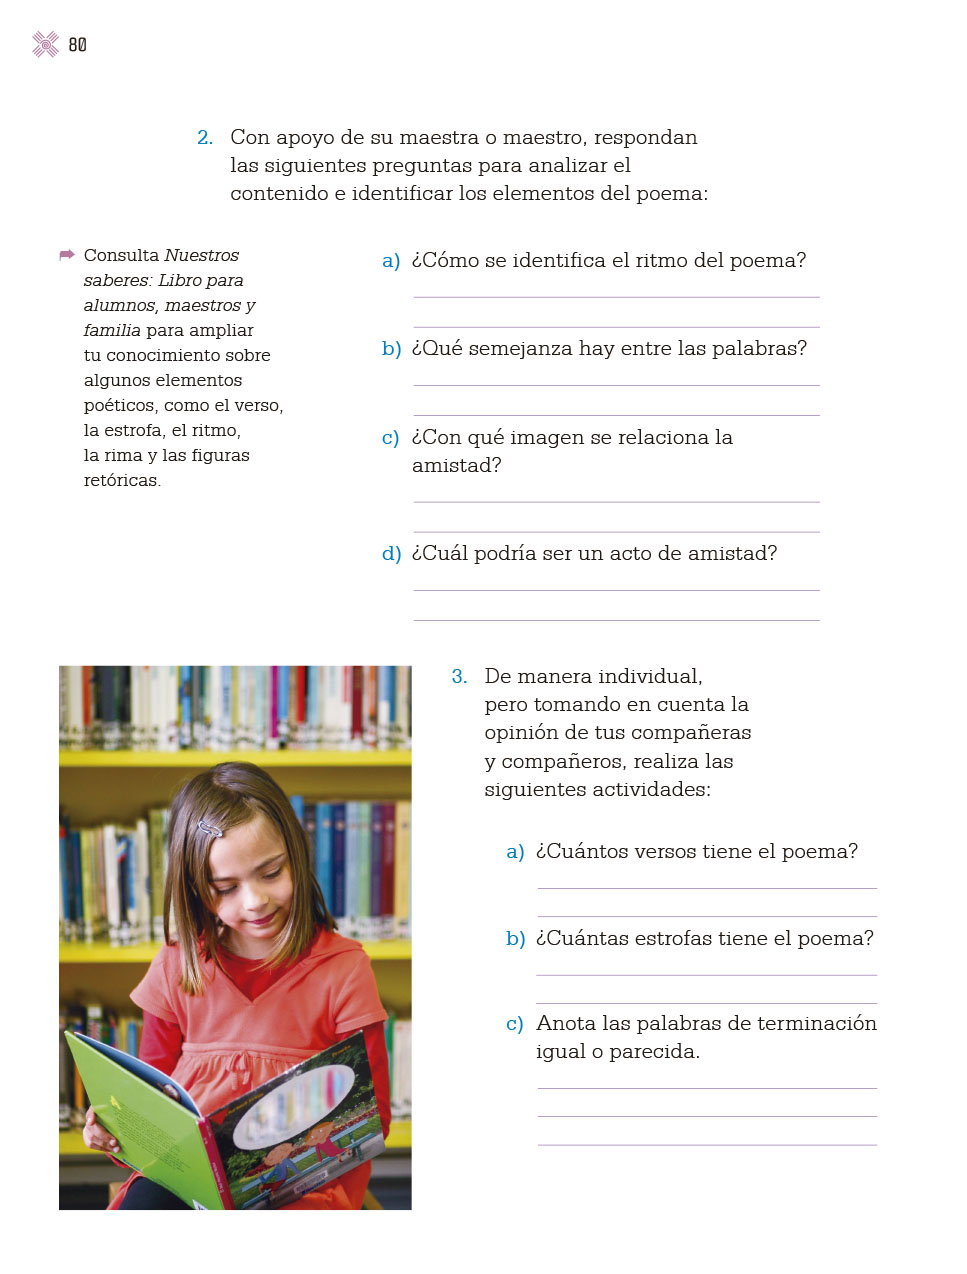 80
2. Con apoyo de su maestra o maestro, respondan
las siguientes preguntas para analizar el
contenido e identificar los elementos del poema:
Consulta Nuestros
saberes: Libro para
alumnos, maestros y
familia para ampliar
tu conocimiento sobre
algunos elementos
poéticos, como el verso,
la estrofa, el ritmo,
la rima y las figuras
retóricas.
a) ¿Cómo se identifica el ritmo del poema?
b) ¿Qué semejanza hay entre las palabras?
c) ¿Con qué imagen se relaciona la
amistad?
d) ¿Cuál podría ser un acto de amistad?
3. De manera individual,
pero tomando en cuenta la
opinión de tus compañeras
y compañeros, realiza las
siguientes actividades:
a) ¿Cuántos versos tiene el poema?
b) ¿Cuántas estrofas tiene el poema?
c) Anota las palabras de terminación
igual o parecida.